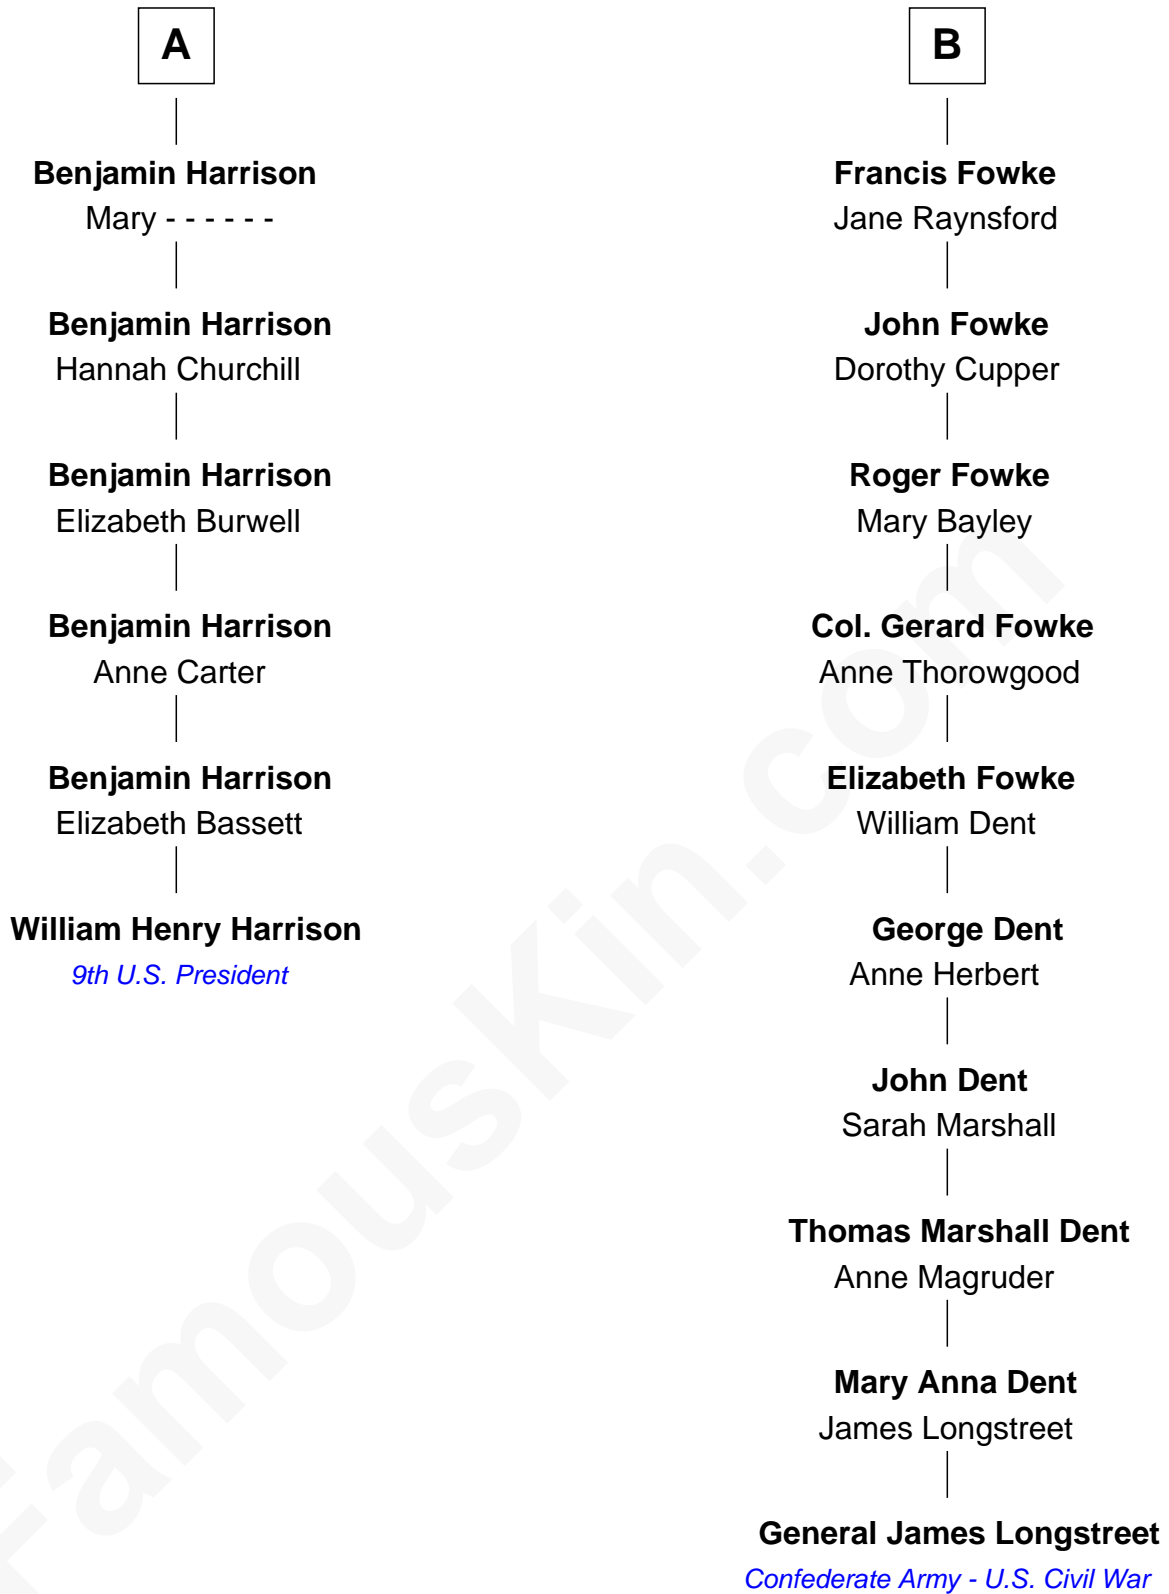 A
Benjamin Harrison
Mary - - - - - -
Benjamin Harrison
Hannah Churchill
Benjamin Harrison
Elizabeth Burwell
Benjamin Harrison
Anne Carter
Benjamin Harrison
Elizabeth Bassett
William Henry Harrison
9th U.S. President
B
Francis Fowke
Jane Raynsford
John Fowke
Dorothy Cupper
Roger Fowke
Mary Bayley
Col. Gerard Fowke
Anne Thorowgood
Elizabeth Fowke
William Dent
George Dent
Anne Herbert
John Dent
Sarah Marshall
Thomas Marshall Dent
Anne Magruder
Mary Anna Dent
James Longstreet
General James Longstreet
Confederate Army - U.S. Civil War
FamousKin.com